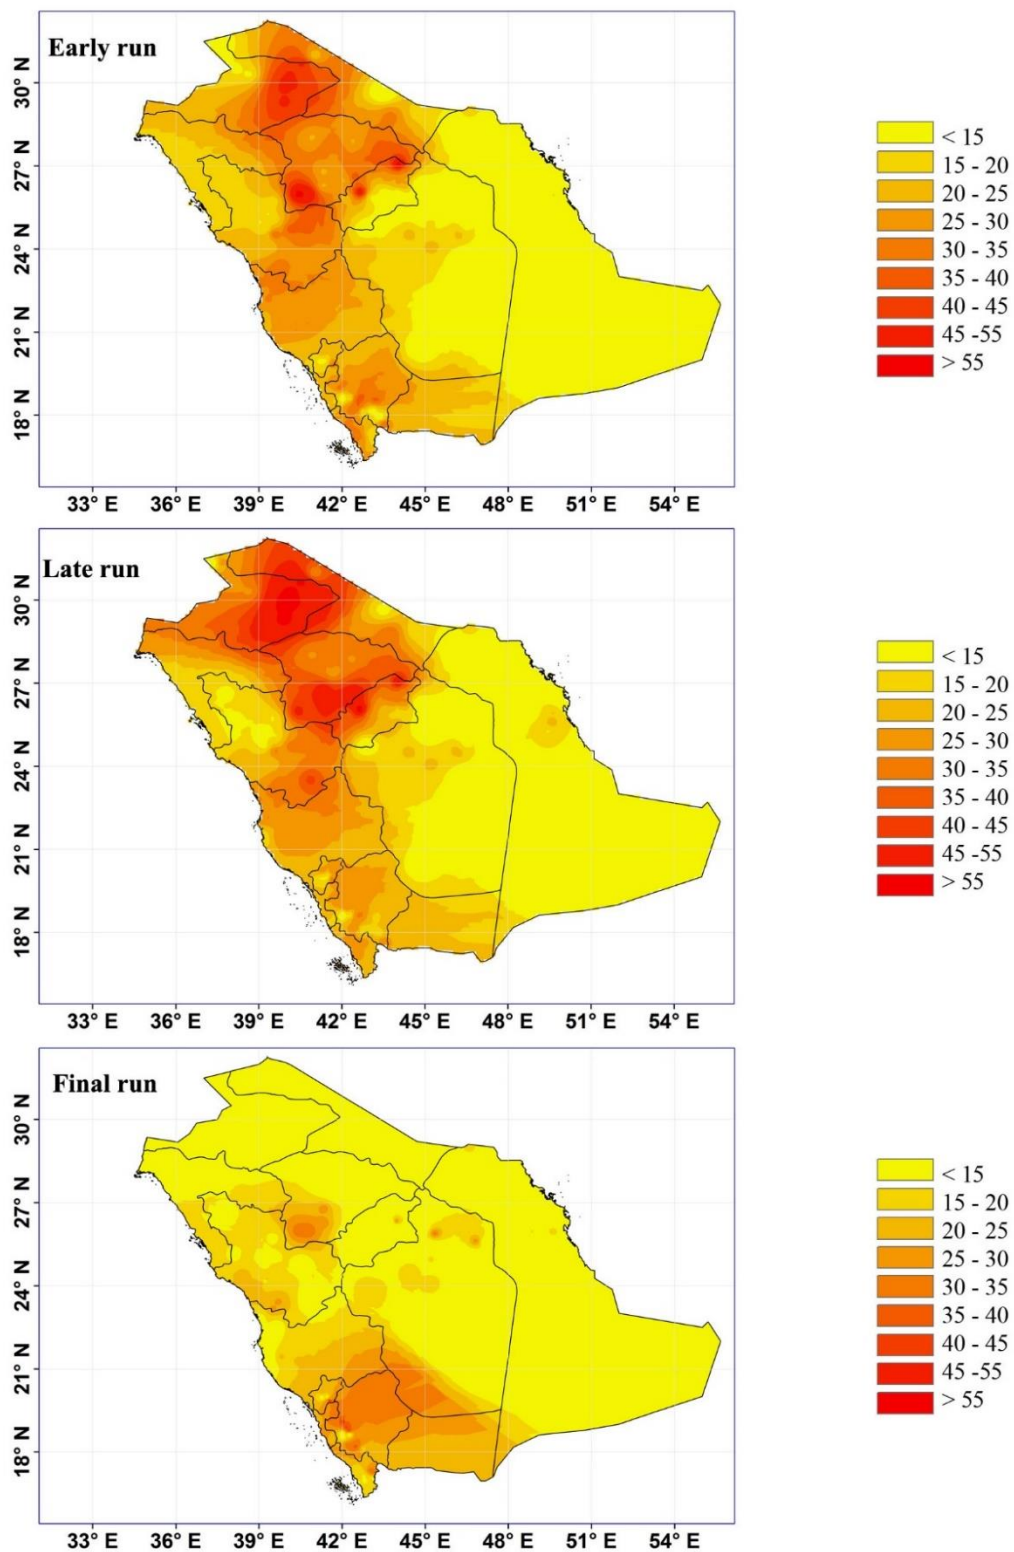 Early run
30° N
27° N
24° N
21° N
18° N
33° E 36° E 39° E 42° E 45° E 48° E 51° E 54° E
< 15
15 - 20
20 - 25
25 - 30
30 - 35
35 - 40
40 - 45
45 -55
> 55
Late run
30° N
27° N
24° N
21° N
18° N
33° E 36° E 39° E 42° E 45° E 48° E 51° E 54° E
< 15
15 - 20
20 - 25
25 - 30
30 - 35
35 - 40
40 - 45
45 -55
> 55
Final run
30° N
27° N
24° N
21° N
18° N
33° E 36° E 39° E 42° E 45° E 48° E 51° E 54° E
< 15
15 - 20
20 - 25
25 - 30
30 - 35
35 - 40
40 - 45
45 -55
> 55